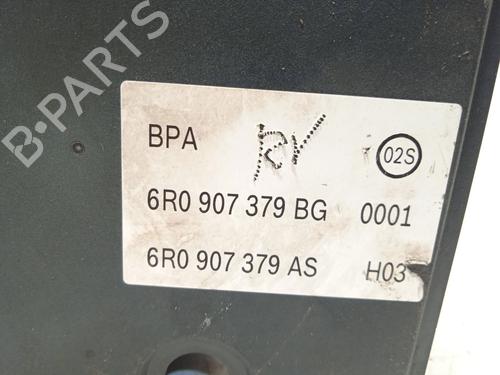 BPA RV 02S
6R0 907 379 BG 0001
6R0 907 379 AS H03
B-PARTS